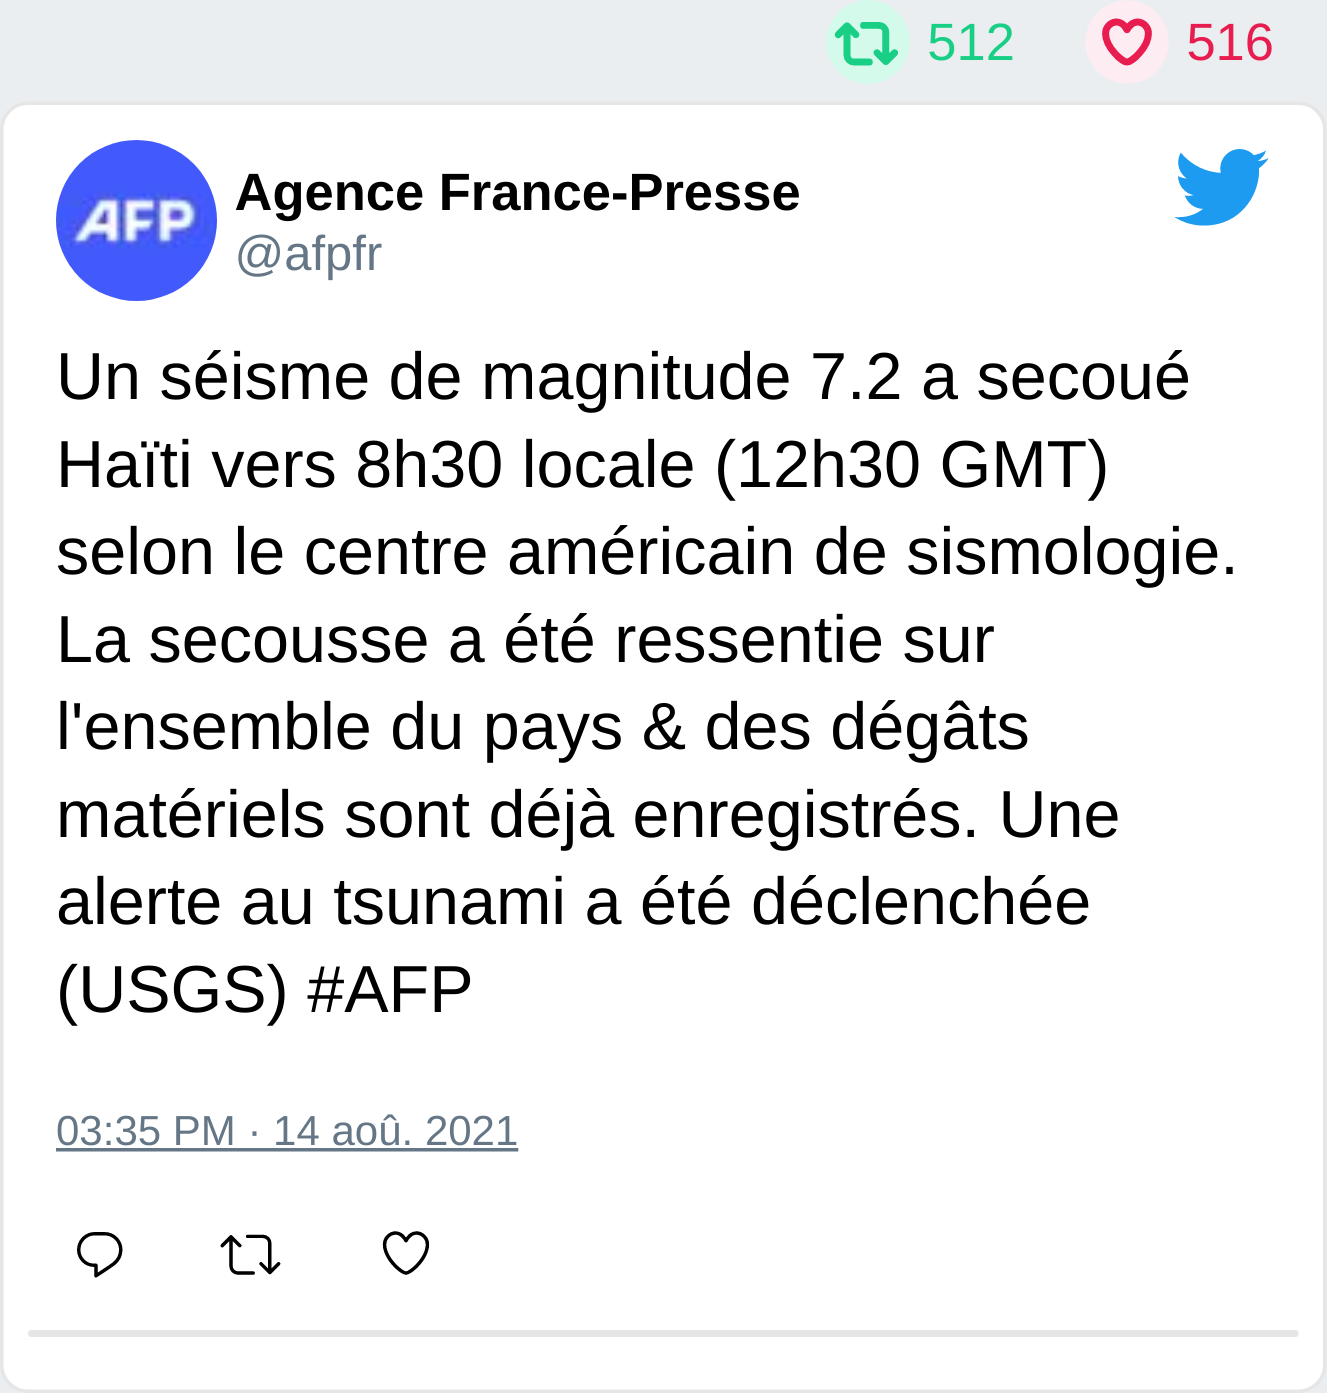 512 516
AFP
Agence France-Presse
@afpfr
Un séisme de magnitude 7.2 a secoué
Haïti vers 8h30 locale (12h30 GMT)
selon le centre américain de sismologie.
La secousse a été ressentie sur
l'ensemble du pays & des dégâts
matériels sont déjà enregistrés. Une
alerte au tsunami a été déclenchée
(USGS) #AFP
03:35 PM · 14 aoû. 2021